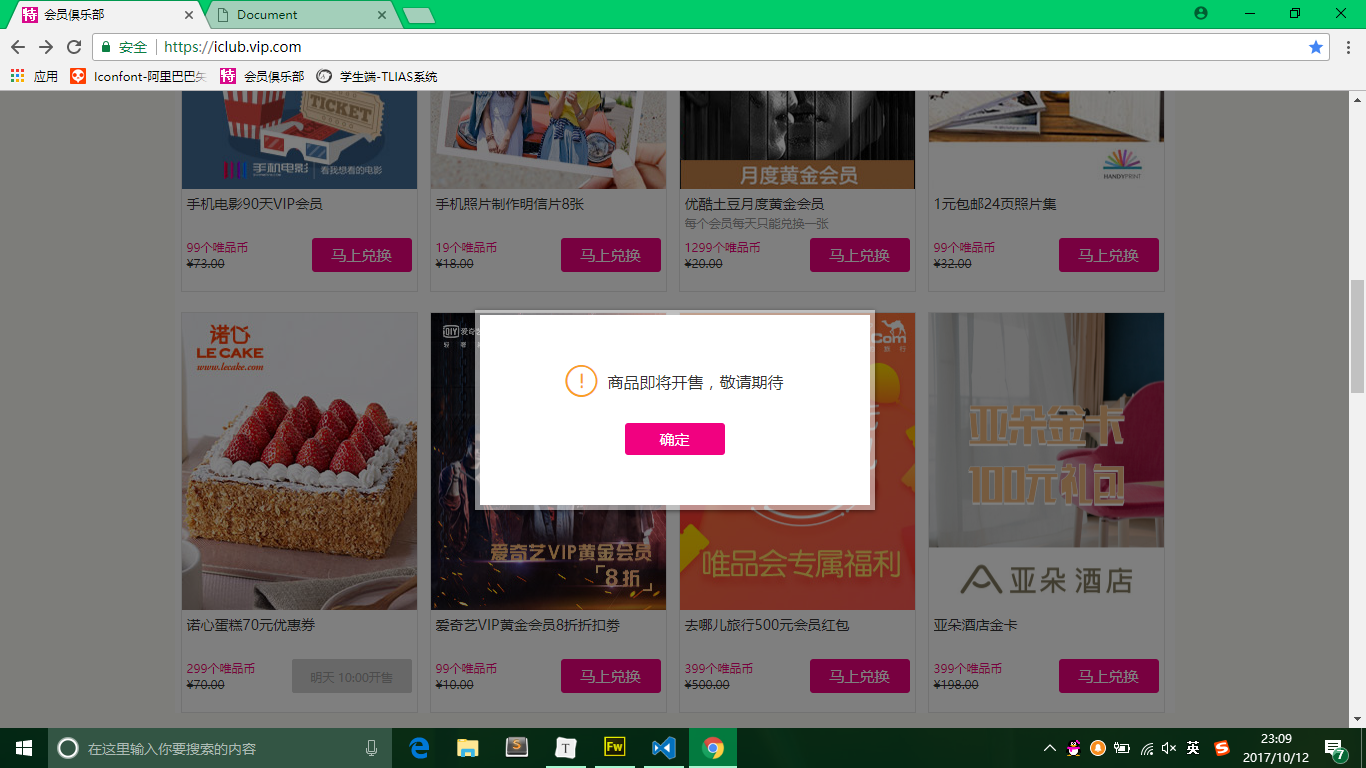 会员俱乐部
Document
安全
https://iclub.vip.com
应用
Iconfont-阿里巴巴矢
会员俱乐部
学生端-TLIAS系统
TICKET
手机电影
看我想看的电影
月度黄金会员
HANDYPRINT
手机电影90天VIP会员
99个唯品币
¥73.00
马上兑换
手机照片制作明信片8张
19个唯品币
¥18.00
马上兑换
优酷土豆月度黄金会员
每个会员每天只能兑换一张
1299个唯品币
¥20.00
马上兑换
1元包邮24页照片集
99个唯品币
¥32.00
马上兑换
诺心
LE CAKE
www.lecake.com
商品即将开售，敬请期待
确定
爱奇艺VIP黄金会员
「8折」
唯品会专属福利
亚朵金卡
100元礼包
亚朵酒店
诺心蛋糕70元优惠券
299个唯品币
¥70.00
明天 10:00开售
爱奇艺VIP黄金会员8折折扣劵
99个唯品币
¥10.00
马上兑换
去哪儿旅行500元会员红包
399个唯品币
¥500.00
马上兑换
亚朵酒店金卡
399个唯品币
¥198.00
马上兑换
在这里输入你要搜索的内容
英
23:09
2017/10/12
7